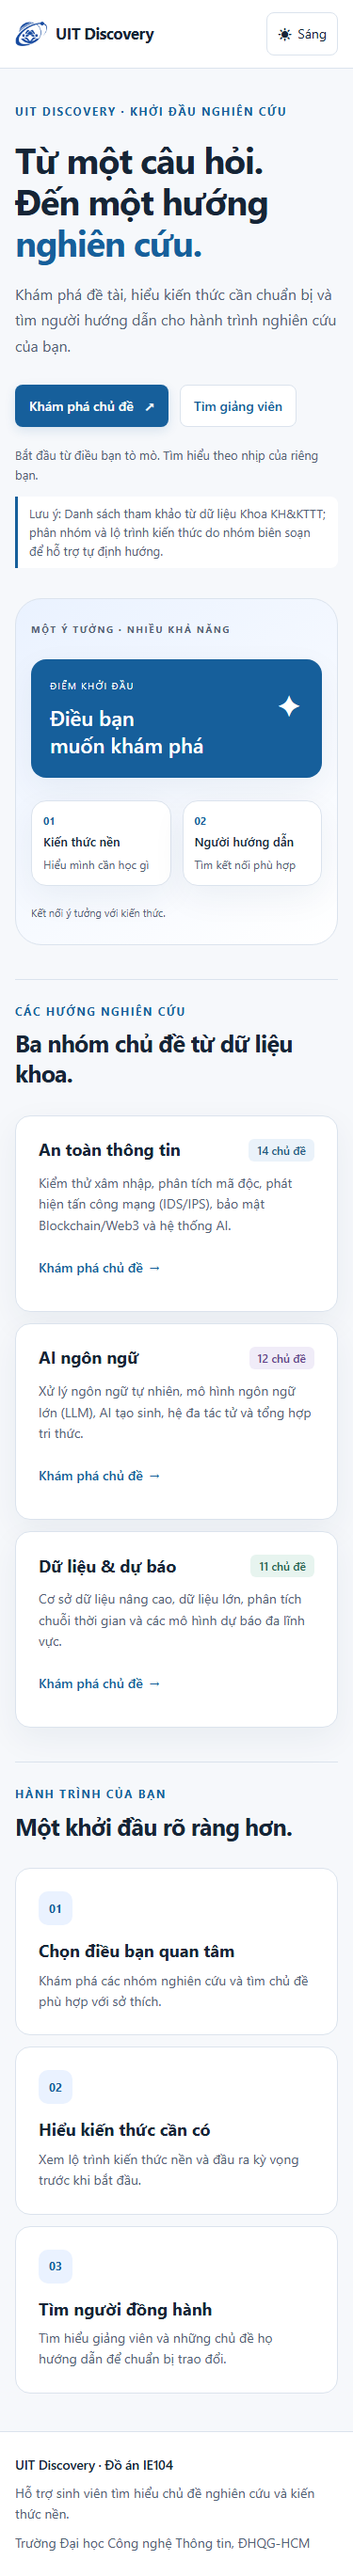 UIT Discovery
Sáng
UIT DISCOVERY · KHỞI ĐẦU NGHIÊN CỨU
Từ một câu hỏi.
Đến một hướng
nghiên cứu.
Khám phá đề tài, hiểu kiến thức cần chuẩn bị và
tìm người hướng dẫn cho hành trình nghiên cứu
của bạn.
Khám phá chủ đề ↗
Tìm giảng viên
Bắt đầu từ điều bạn tò mò. Tìm hiểu theo nhịp của riêng
bạn.
Lưu ý: Danh sách tham khảo từ dữ liệu Khoa KH&KTTT;
phân nhóm và lộ trình kiến thức do nhóm biên soạn
để hỗ trợ tự định hướng.
MỘT Ý TƯỞNG · NHIỀU KHẢ NĂNG
ĐIỂM KHỞI ĐẦU
Điều bạn
muốn khám phá
01
Kiến thức nền
Hiểu mình cần học gì
02
Người hướng dẫn
Tìm kết nối phù hợp
Kết nối ý tưởng với kiến thức.
CÁC HƯỚNG NGHIÊN CỨU
Ba nhóm chủ đề từ dữ liệu
khoa.
An toàn thông tin
14 chủ đề
Kiểm thử xâm nhập, phân tích mã độc, phát
hiện tấn công mạng (IDS/IPS), bảo mật
Blockchain/Web3 và hệ thống AI.
Khám phá chủ đề →
AI ngôn ngữ
12 chủ đề
Xử lý ngôn ngữ tự nhiên, mô hình ngôn ngữ
lớn (LLM), AI tạo sinh, hệ đa tác tử và tổng hợp
tri thức.
Khám phá chủ đề →
Dữ liệu & dự báo
11 chủ đề
Cơ sở dữ liệu nâng cao, dữ liệu lớn, phân tích
chuỗi thời gian và các mô hình dự báo đa lĩnh
vực.
Khám phá chủ đề →
HÀNH TRÌNH CỦA BẠN
Một khởi đầu rõ ràng hơn.
01
Chọn điều bạn quan tâm
Khám phá các nhóm nghiên cứu và tìm chủ đề
phù hợp với sở thích.
02
Hiểu kiến thức cần có
Xem lộ trình kiến thức nền và đầu ra kỳ vọng
trước khi bắt đầu.
03
Tìm người đồng hành
Tìm hiểu giảng viên và những chủ đề họ
hướng dẫn để chuẩn bị trao đổi.
UIT Discovery · Đồ án IE104
Hỗ trợ sinh viên tìm hiểu chủ đề nghiên cứu và kiến
thức nền.
Trường Đại học Công nghệ Thông tin, ĐHQG-HCM